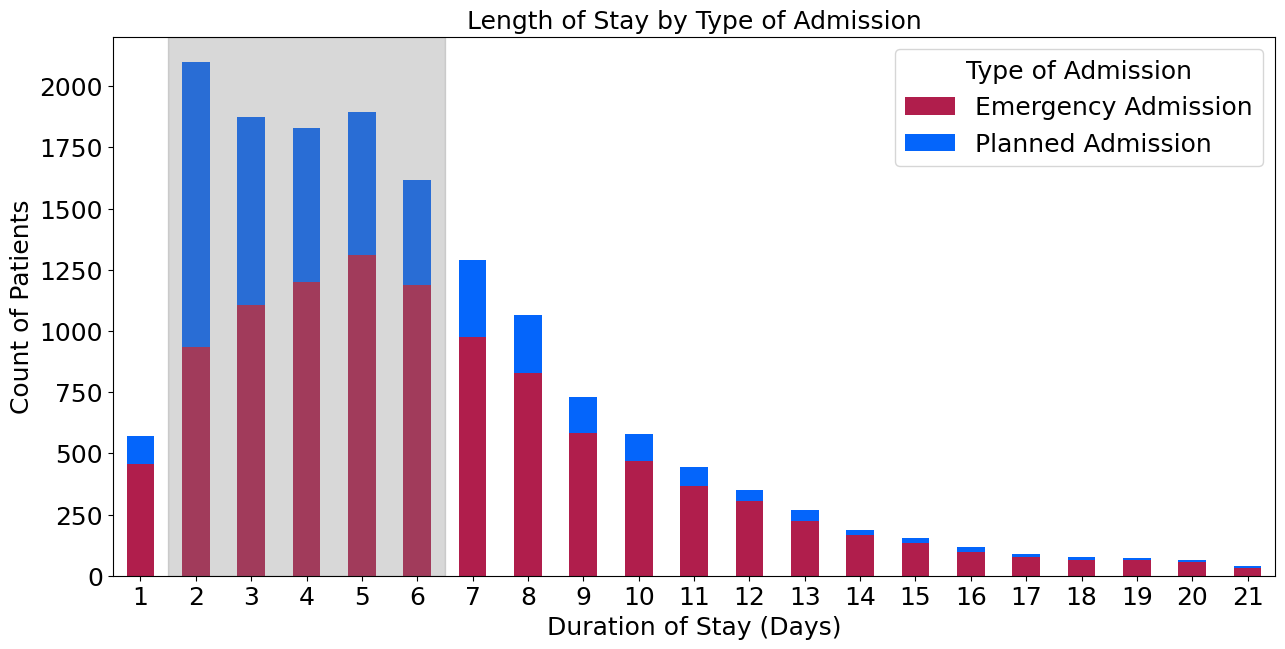 Length of Stay by Type of Admission
Type of Admission
Emergency Admission
Planned Admission
Count of Patients
2000
1750
1500
1250
1000
750
500
250
0
1 2 3 4 5 6 7 8 9 10 11 12 13 14 15 16 17 18 19 20 21
Duration of Stay (Days)